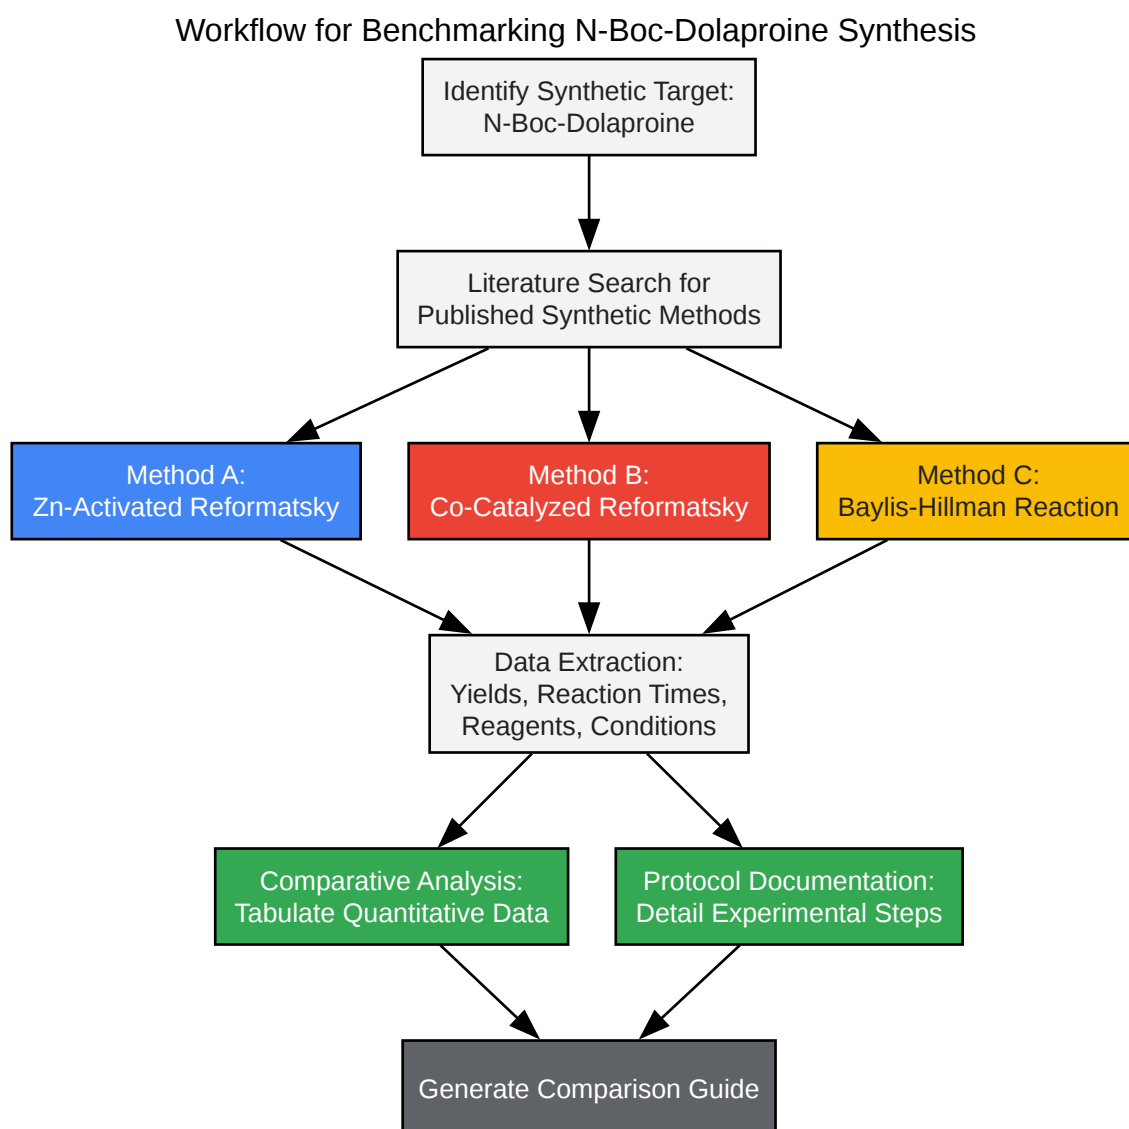 Workflow for Benchmarking N-Boc-Dolaproine Synthesis
Identify Synthetic Target:
N-Boc-Dolaproine
Literature Search for
Published Synthetic Methods
Method A:
Zn-Activated Reformatsky
Method B:
Co-Catalyzed Reformatsky
Method C:
Baylis-Hillman Reaction
Data Extraction:
Yields, Reaction Times,
Reagents, Conditions
Comparative Analysis:
Tabulate Quantitative Data
Protocol Documentation:
Detail Experimental Steps
Generate Comparison Guide